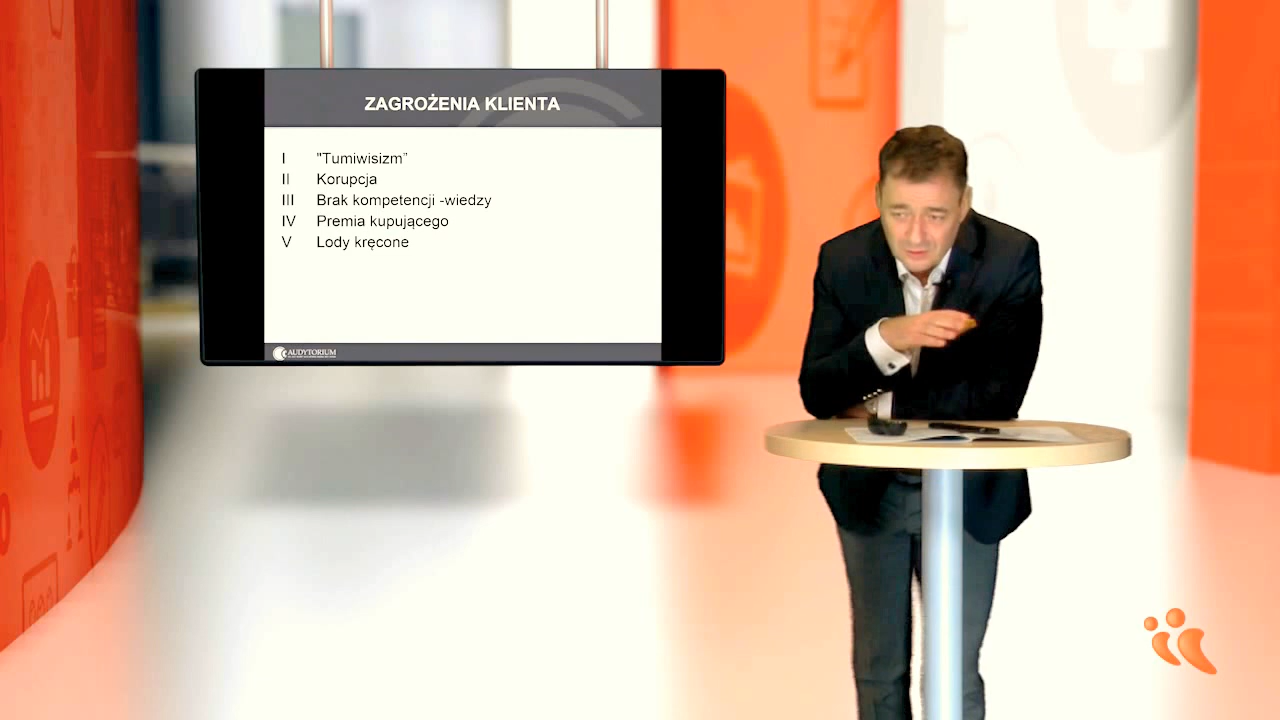 ZAGROŻENIA KLIENTA
I "Tumiwisizm”
II Korupcja
III Brak kompetencji -wiedzy
IV Premia kupującego
V Lody kręcone
AUDYTORIUM